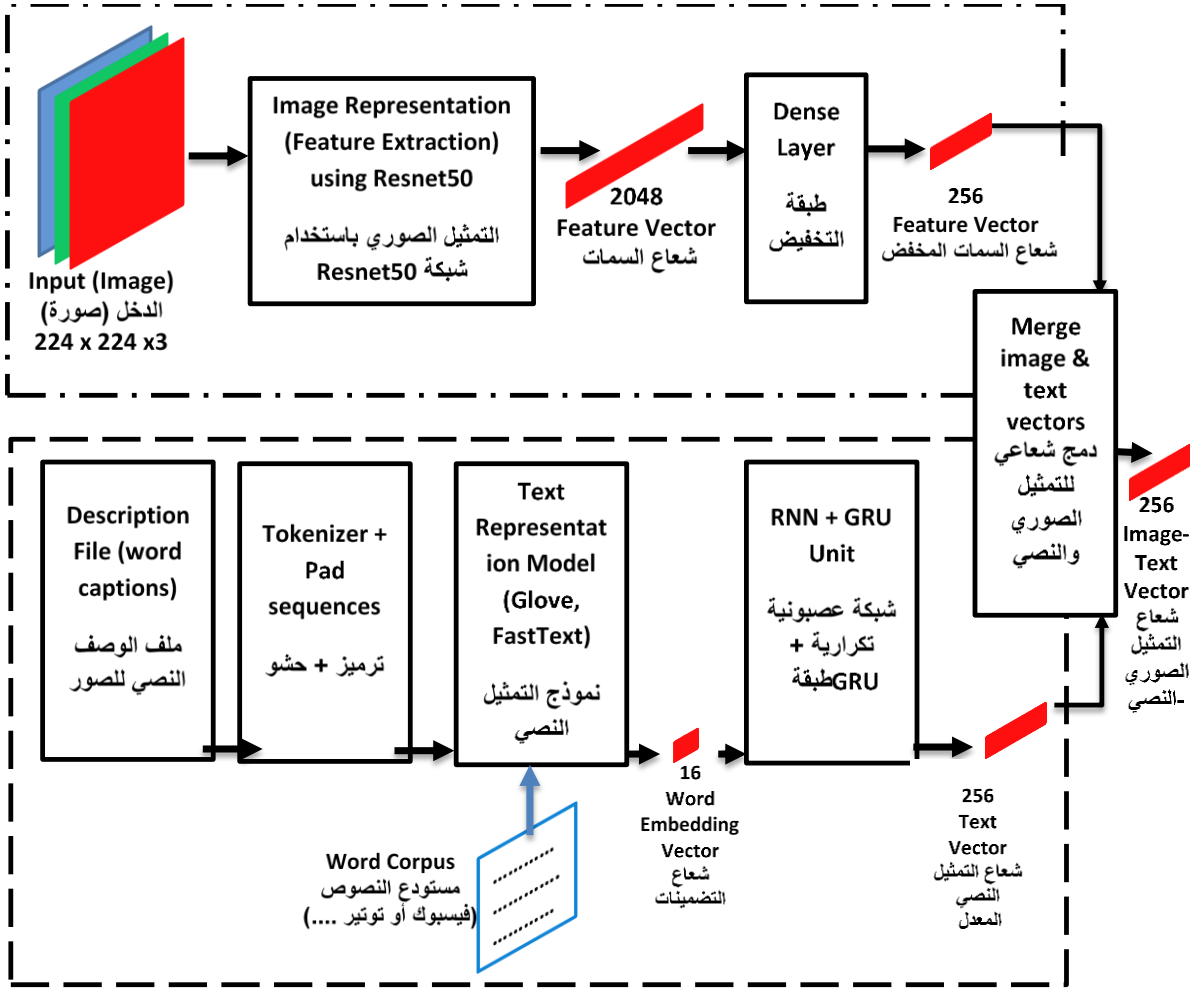 Input (Image)
الدخل (صورة)
224 x 224 x3
Image Representation
(Feature Extraction)
using Resnet50
التمثيل الصوري باستخدام
شبكة Resnet50
2048
Feature Vector
شعاع السمات
Dense
Layer
طبقة
التخفيض
256
Feature Vector
شعاع السمات المخفض
Merge
image &
text
vectors
دمج شعاعي
للتمثيل
الصوري
والنصي
256
Image-
Text
Vector
شعاع
التمثيل
الصوري
-النصي
Description
File (word
captions)
ملف الوصف
النصي للصور
Tokenizer +
Pad
sequences
ترميز + حشو
Text
Representat
ion Model
(Glove,
FastText)
نموذج التمثيل
النصي
Word Corpus
مستودع النصوص
(فيسبوك أو توتير ....)
16
Word
Embedding
Vector
شعاع
التضمينات
RNN + GRU
Unit
شبكة عصبونية
تكرارية +
طبقةGRU
256
Text
Vector
شعاع التمثيل
النصي
المعدل